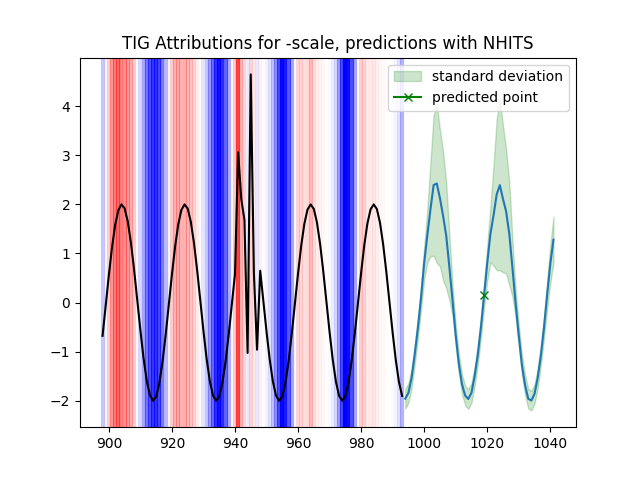 TIG Attributions for -scale, predictions with NHITS
standard deviation
predicted point
4
3
2
1
0
−1
−2
900 920 940 960 980 1000 1020 1040